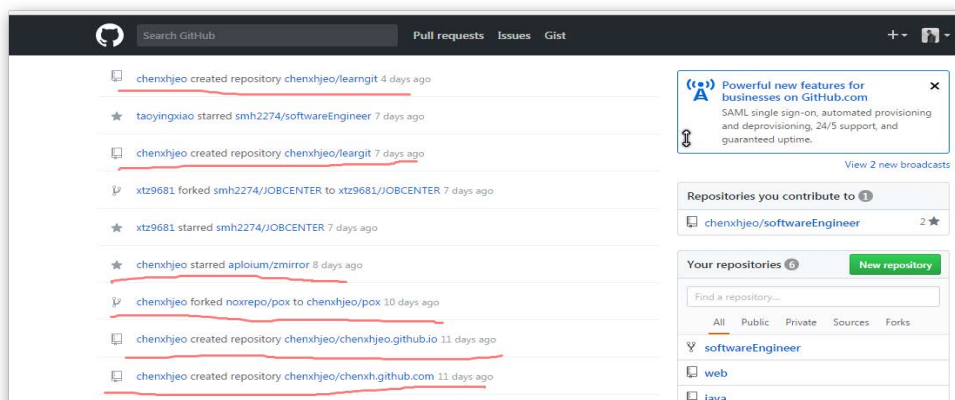 Search GitHub
Pull requests Issues Gist
chenxhjeo created repository chenxhjeo/learngit 4 days ago
taoyingxiao starred smh2274/softwareEngineer 7 days ago
chenxhjeo created repository chenxhjeo/leargit 7 days ago
xtz9681 forked smh2274/JOBCENTER to xtz9681/JOBCENTER 7 days ago
xtz9681 starred smh2274/JOBCENTER 7 days ago
chenxhjeo starred aploium/zmirror 8 days ago
chenxhjeo forked noxrepo/pox to chenxhjeo/pox 10 days ago
chenxhjeo created repository chenxhjeo/chenxhjeo.github.io 11 days ago
chenxhjeo created repository chenxhjeo/chenxh.github.com 11 days ago
Powerful new features for
businesses on GitHub.com
SAML single sign-on, automated provisioning
and deprovisioning, 24/5 support, and
guaranteed uptime.
View 2 new broadcasts
Repositories you contribute to 1
chenxhjeo/softwareEngineer 2
Your repositories 6 New repository
Find a repository...
All Public Private Sources Forks
softwareEngineer
web
java